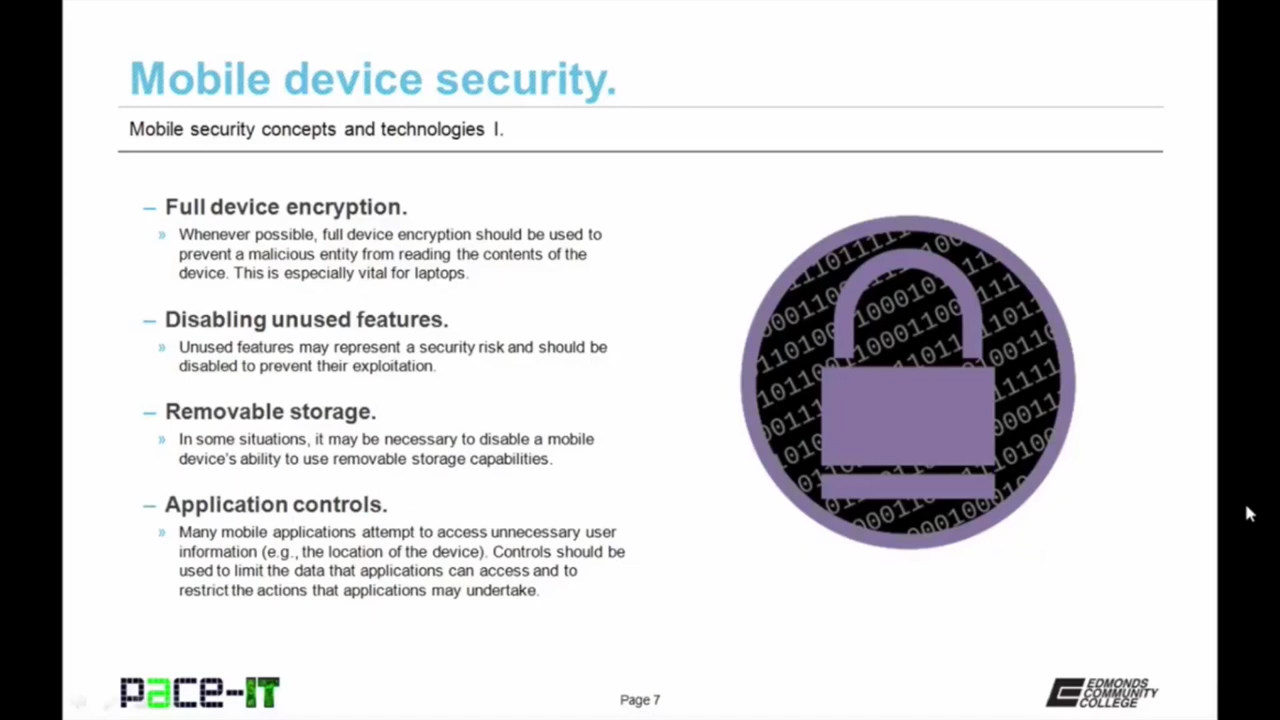 Mobile device security.
Mobile security concepts and technologies I.
– Full device encryption.
» Whenever possible, full device encryption should be used to
prevent a malicious entity from reading the contents of the
device. This is especially vital for laptops.
– Disabling unused features.
» Unused features may represent a security risk and should be
disabled to prevent their exploitation.
– Removable storage.
» In some situations, it may be necessary to disable a mobile
device's ability to use removable storage capabilities.
– Application controls.
» Many mobile applications attempt to access unnecessary user
information (e.g., the location of the device). Controls should be
used to limit the data that applications can access and to
restrict the actions that applications may undertake.
pace-IT
Page 7
EDMONDS
COMMUNITY
COLLEGE